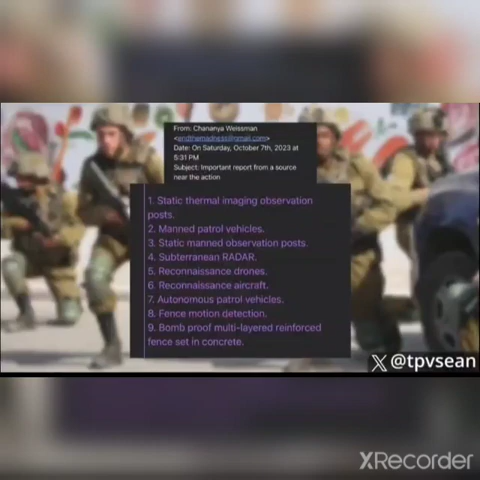 From: Chananya Weissman
<endthemadness@gmail.com>
Date: On Saturday, October 7th, 2023 at
5:31 PM
Subject: Important report from a source
near the action
1. Static thermal imaging observation
posts.
2. Manned patrol vehicles.
3. Static manned observation posts.
4. Subterranean RADAR.
5. Reconnaissance drones.
6. Reconnaissance aircraft.
7. Autonomous patrol vehicles.
8. Fence motion detection.
9. Bomb proof multi-layered reinforced
fence set in concrete.
X @tpvsean
XRecorder